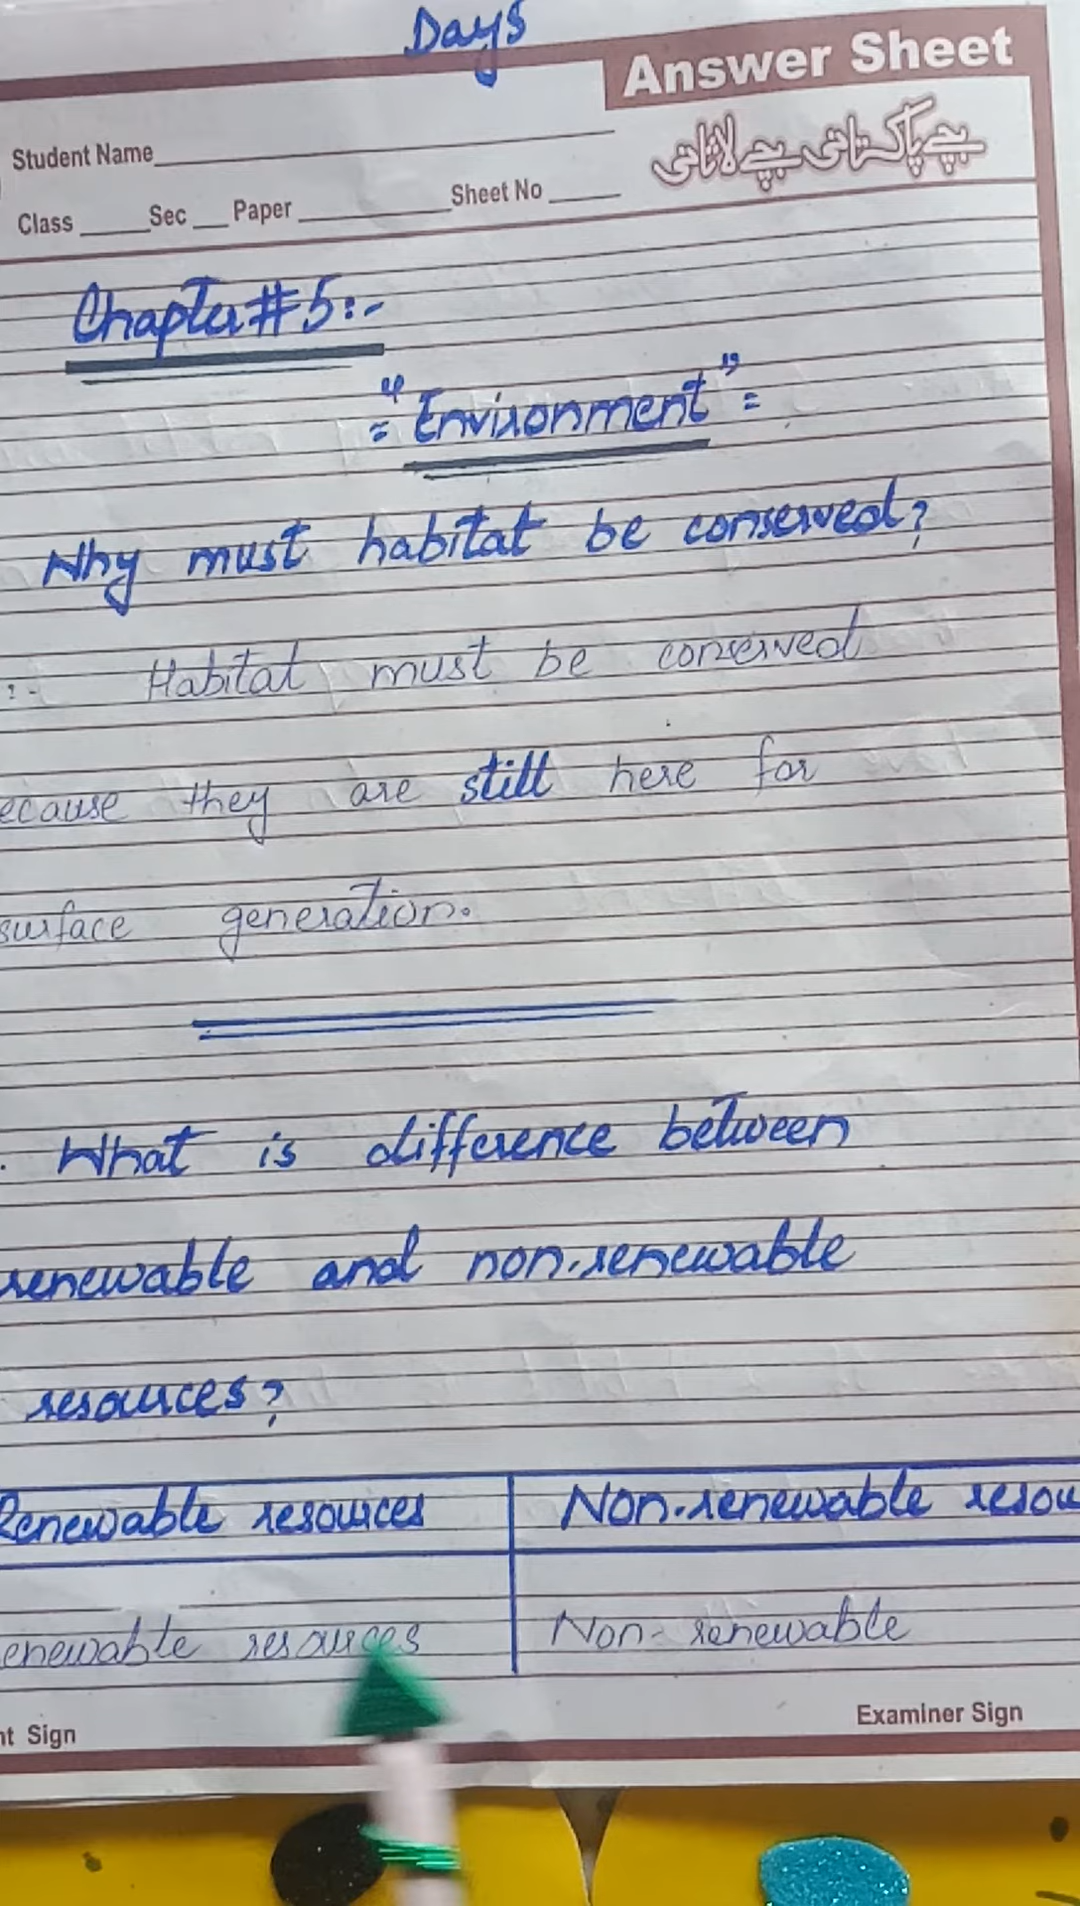 Days
Answer Sheet
Student Name
بچے پاکستانی بچے لاثانی
Class Sec Paper Sheet No
Chapter#5:-
="Environment"=
Why must habitat be conserved?
:- Habitat must be conserved
ecause they are still here for
surface generation.
. What is difference between
renewable and non-renewable
resources?
Renewable resources Non-renewable resou
enewable resources Non-renewable
nt Sign Examiner Sign